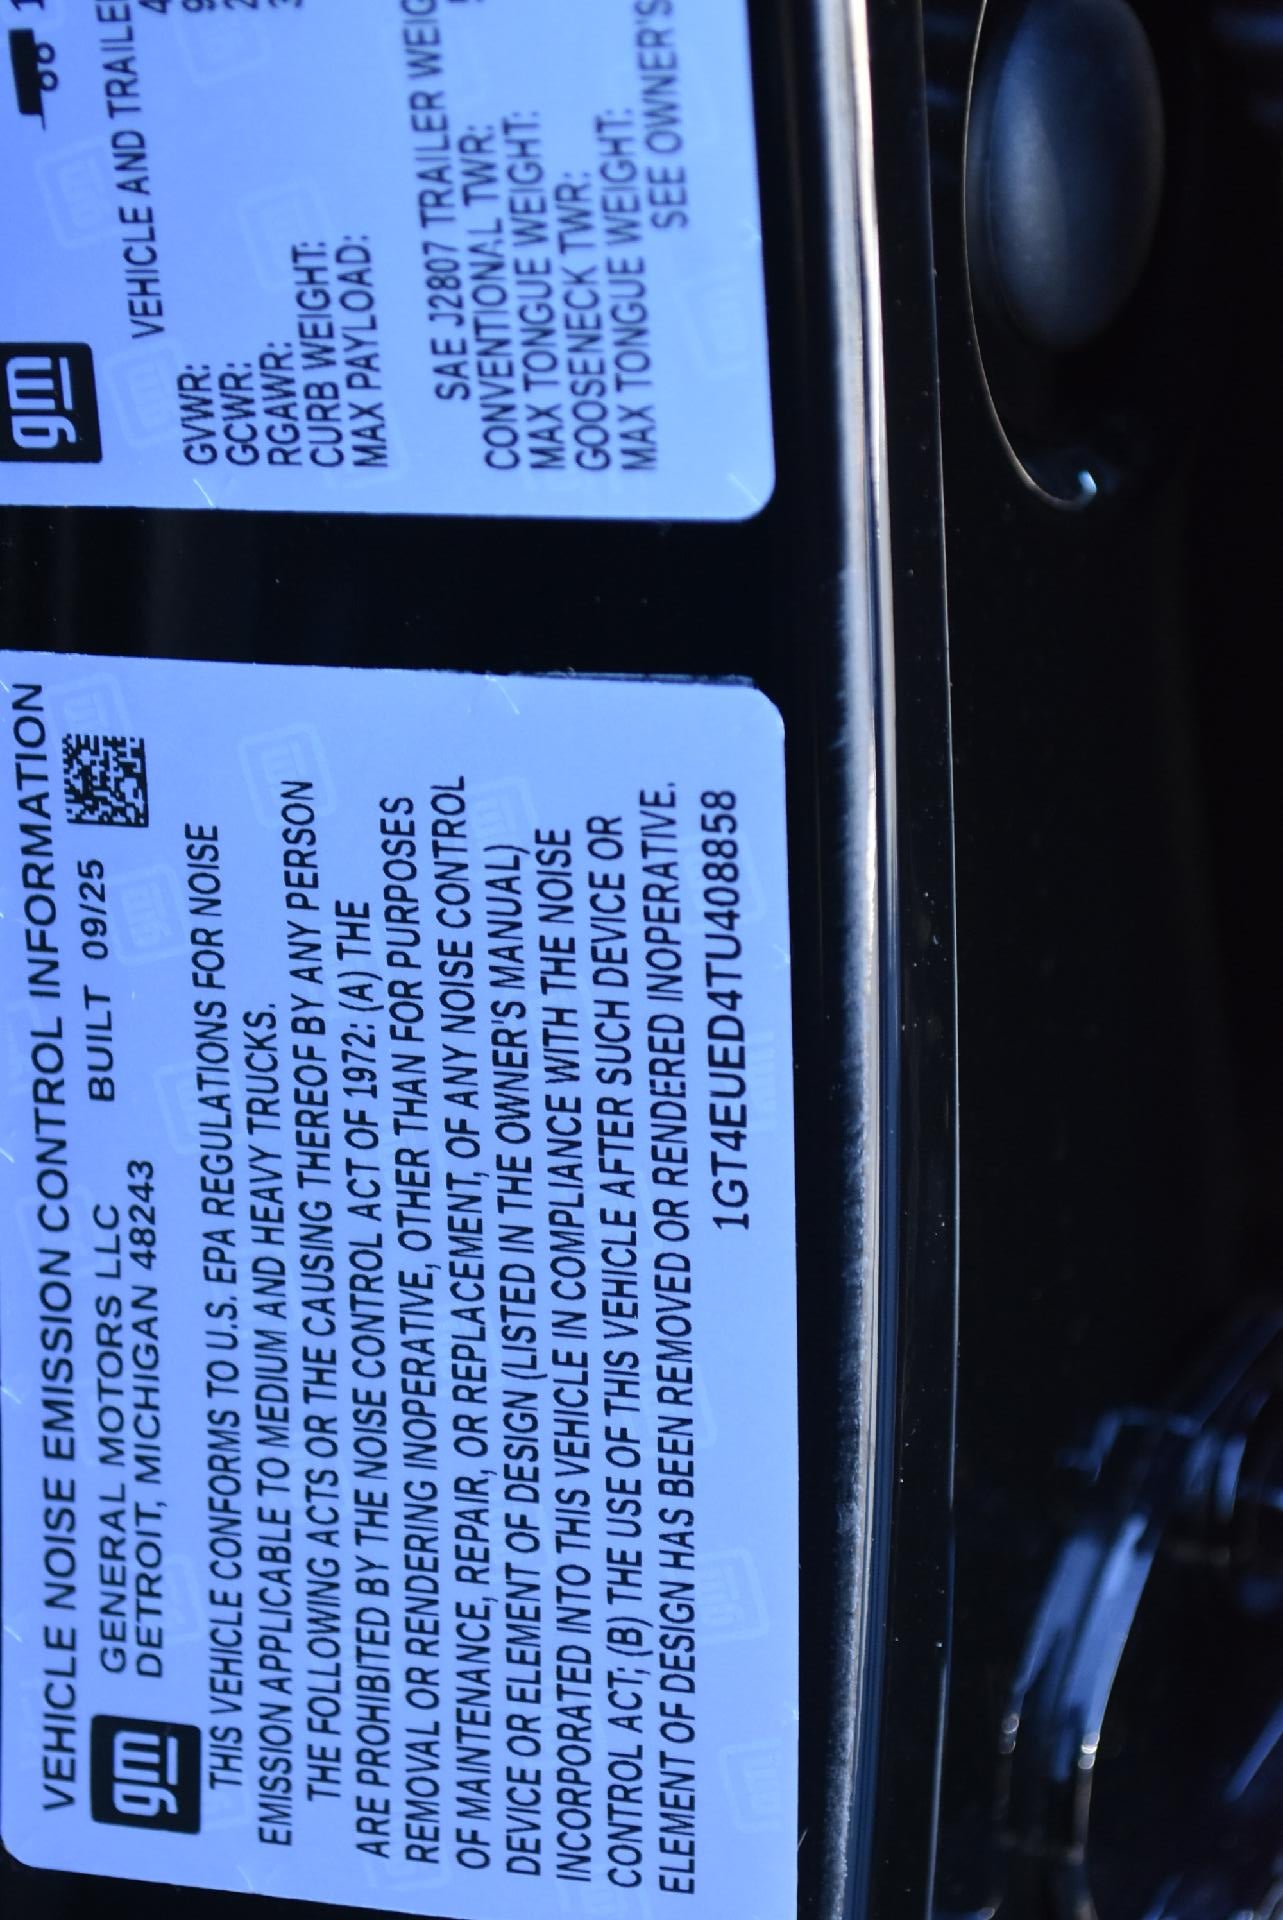 VEHICLE NOISE EMISSION CONTROL INFORMATION
gm
GENERAL MOTORS LLC BUILT 09/25
DETROIT, MICHIGAN 48243
THIS VEHICLE CONFORMS TO U.S. EPA REGULATIONS FOR NOISE
EMISSION APPLICABLE TO MEDIUM AND HEAVY TRUCKS.
THE FOLLOWING ACTS OR THE CAUSING THEREOF BY ANY PERSON
ARE PROHIBITED BY THE NOISE CONTROL ACT OF 1972: (A) THE
REMOVAL OR RENDERING INOPERATIVE, OTHER THAN FOR PURPOSES
OF MAINTENANCE, REPAIR, OR REPLACEMENT, OF ANY NOISE CONTROL
DEVICE OR ELEMENT OF DESIGN (LISTED IN THE OWNER'S MANUAL)
INCORPORATED INTO THIS VEHICLE IN COMPLIANCE WITH THE NOISE
CONTROL ACT; (B) THE USE OF THIS VEHICLE AFTER SUCH DEVICE OR
ELEMENT OF DESIGN HAS BEEN REMOVED OR RENDERED INOPERATIVE.
1GT4EUED4TU408858
gm
VEHICLE AND TRAILE
GVWR:
GCWR:
RGAWR:
CURB WEIGHT:
MAX PAYLOAD:
SAE J2807 TRAILER WEIG
CONVENTIONAL TWR:
MAX TONGUE WEIGHT:
GOOSENECK TWR:
MAX TONGUE WEIGHT:
SEE OWNER'S